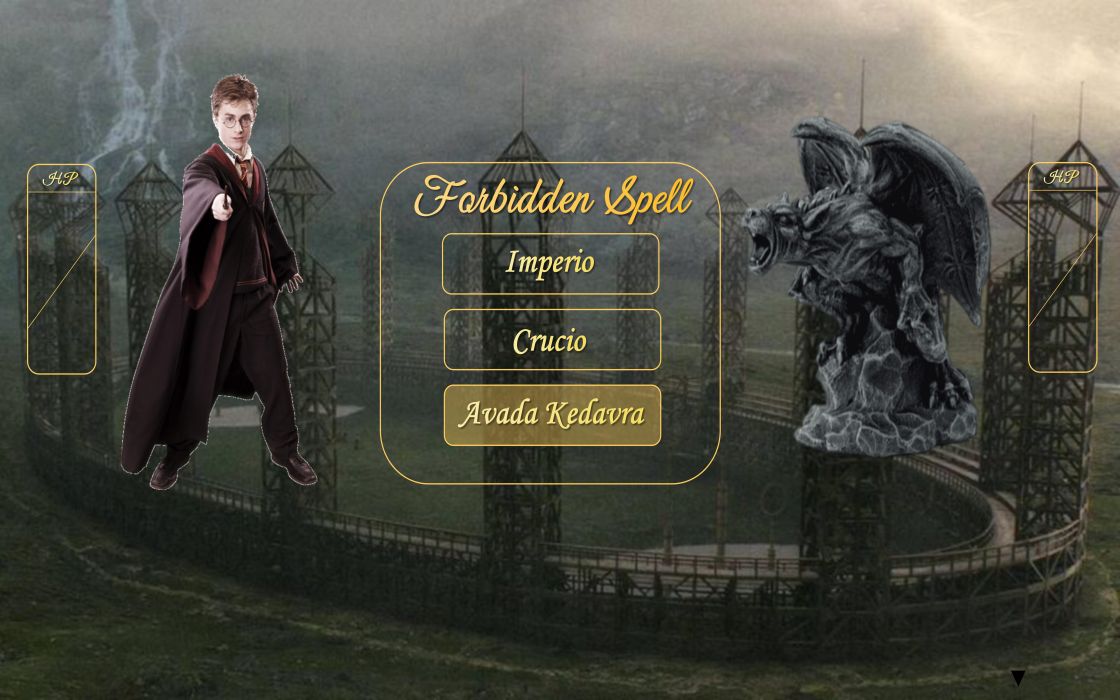 HP
Forbidden Spell
HP
Imperio
Crucio
Avada Kedavra